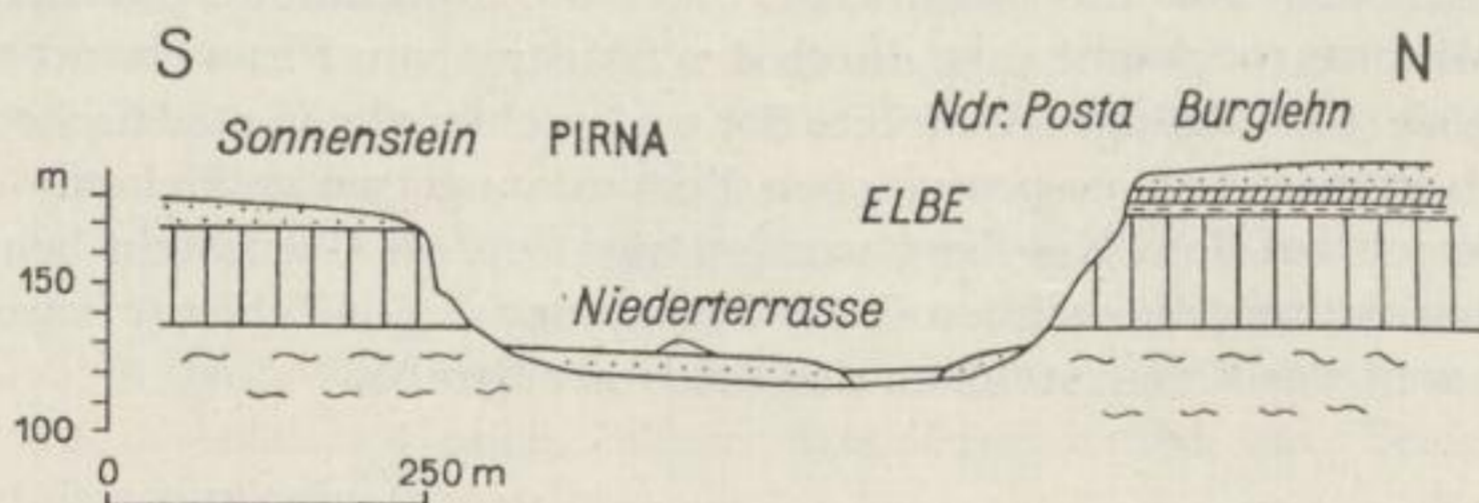 S N
Ndr. Posta Burglehn
Sonnenstein PIRNA
m
ELBE
150
Niederterrasse
100
0 250 m